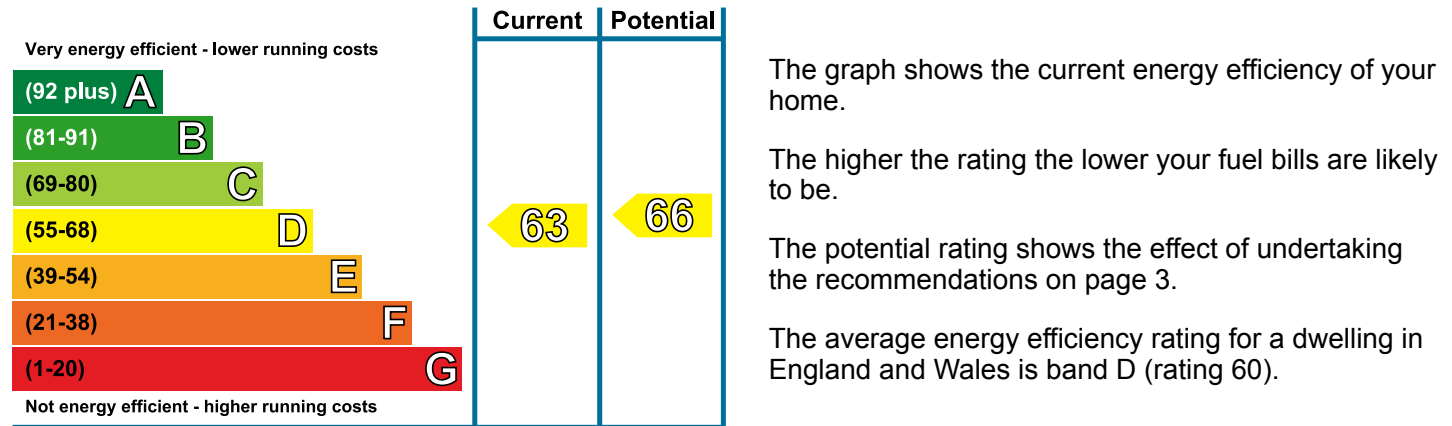 Current Potential
Very energy efficient - lower running costs
(92 plus) A
(81-91) B
(69-80) C
(55-68) D
(39-54) E
(21-38) F
(1-20) G
Not energy efficient - higher running costs
63 66
The graph shows the current energy efficiency of your
home.
The higher the rating the lower your fuel bills are likely
to be.
The potential rating shows the effect of undertaking
the recommendations on page 3.
The average energy efficiency rating for a dwelling in
England and Wales is band D (rating 60).